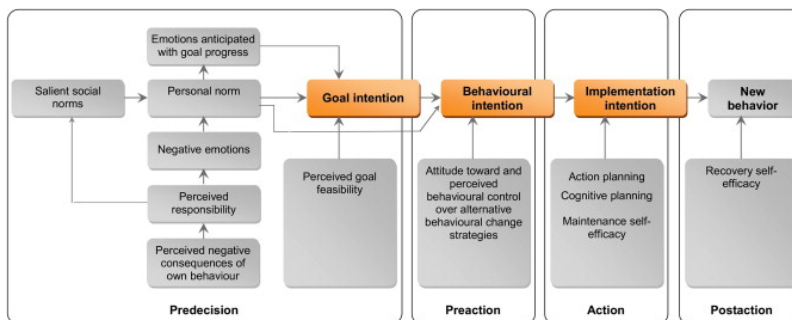 Emotions anticipated
with goal progress
Salient social
norms
Personal norm
Goal intention
Behavioural
intention
Implementation
intention
New
behavior
Negative emotions
Perceived goal
feasibility
Attitude toward and
perceived
behavioural control
over alternative
behavioural change
strategies
Action planning
Cognitive planning
Maintenance self-
efficacy
Recovery self-
efficacy
Perceived
responsibility
Perceived negative
consequences of
own behaviour
Predecision
Preaction
Action
Postaction